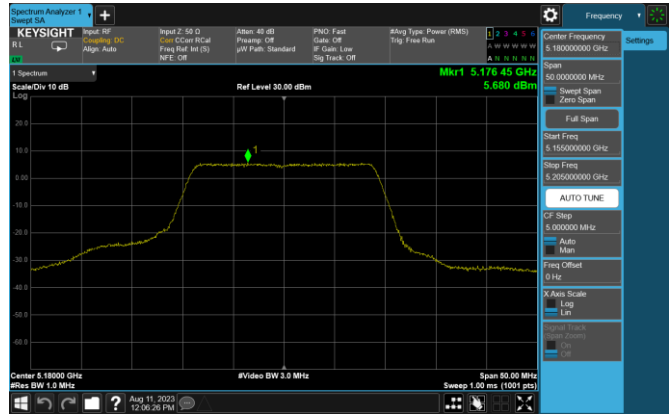 Spectrum Analyzer 1
Swept SA
+
Frequency
KEYSIGHT
Input: RF
Input Z: 50 Ω
Atten: 40 dB
PNO: Fast
#Avg Type: Power (RMS)
1 2 3 4 5 6
RL
Coupling: DC
Corr CCorr RCal
Preamp: Off
Gate: Off
Trig: Free Run
Align: Auto
Freq Ref: Int (S)
µW Path: Standard
IF Gain: Low
A W W W W W
NFE: Off
Sig Track: Off
A N N N N N
1 Spectrum
Mkr1 5.176 45 GHz
Scale/Div 10 dB
Ref Level 30.00 dBm
5.680 dBm
Log
20.0
10.0
1
0.00
-10.0
-20.0
-30.0
-40.0
-50.0
-60.0
Center 5.18000 GHz
#Video BW 3.0 MHz
Span 50.00 MHz
#Res BW 1.0 MHz
Sweep 1.00 ms (1001 pts)
?
Aug 11, 2023
12:06:26 PM
Center Frequency
5.180000000 GHz
Settings
Span
50.0000000 MHz
Swept Span
Zero Span
Full Span
Start Freq
5.155000000 GHz
Stop Freq
5.205000000 GHz
AUTO TUNE
CF Step
5.000000 MHz
Auto
Man
Freq Offset
0 Hz
X Axis Scale
Log
Lin
Signal Track
(Span Zoom)
On
Off